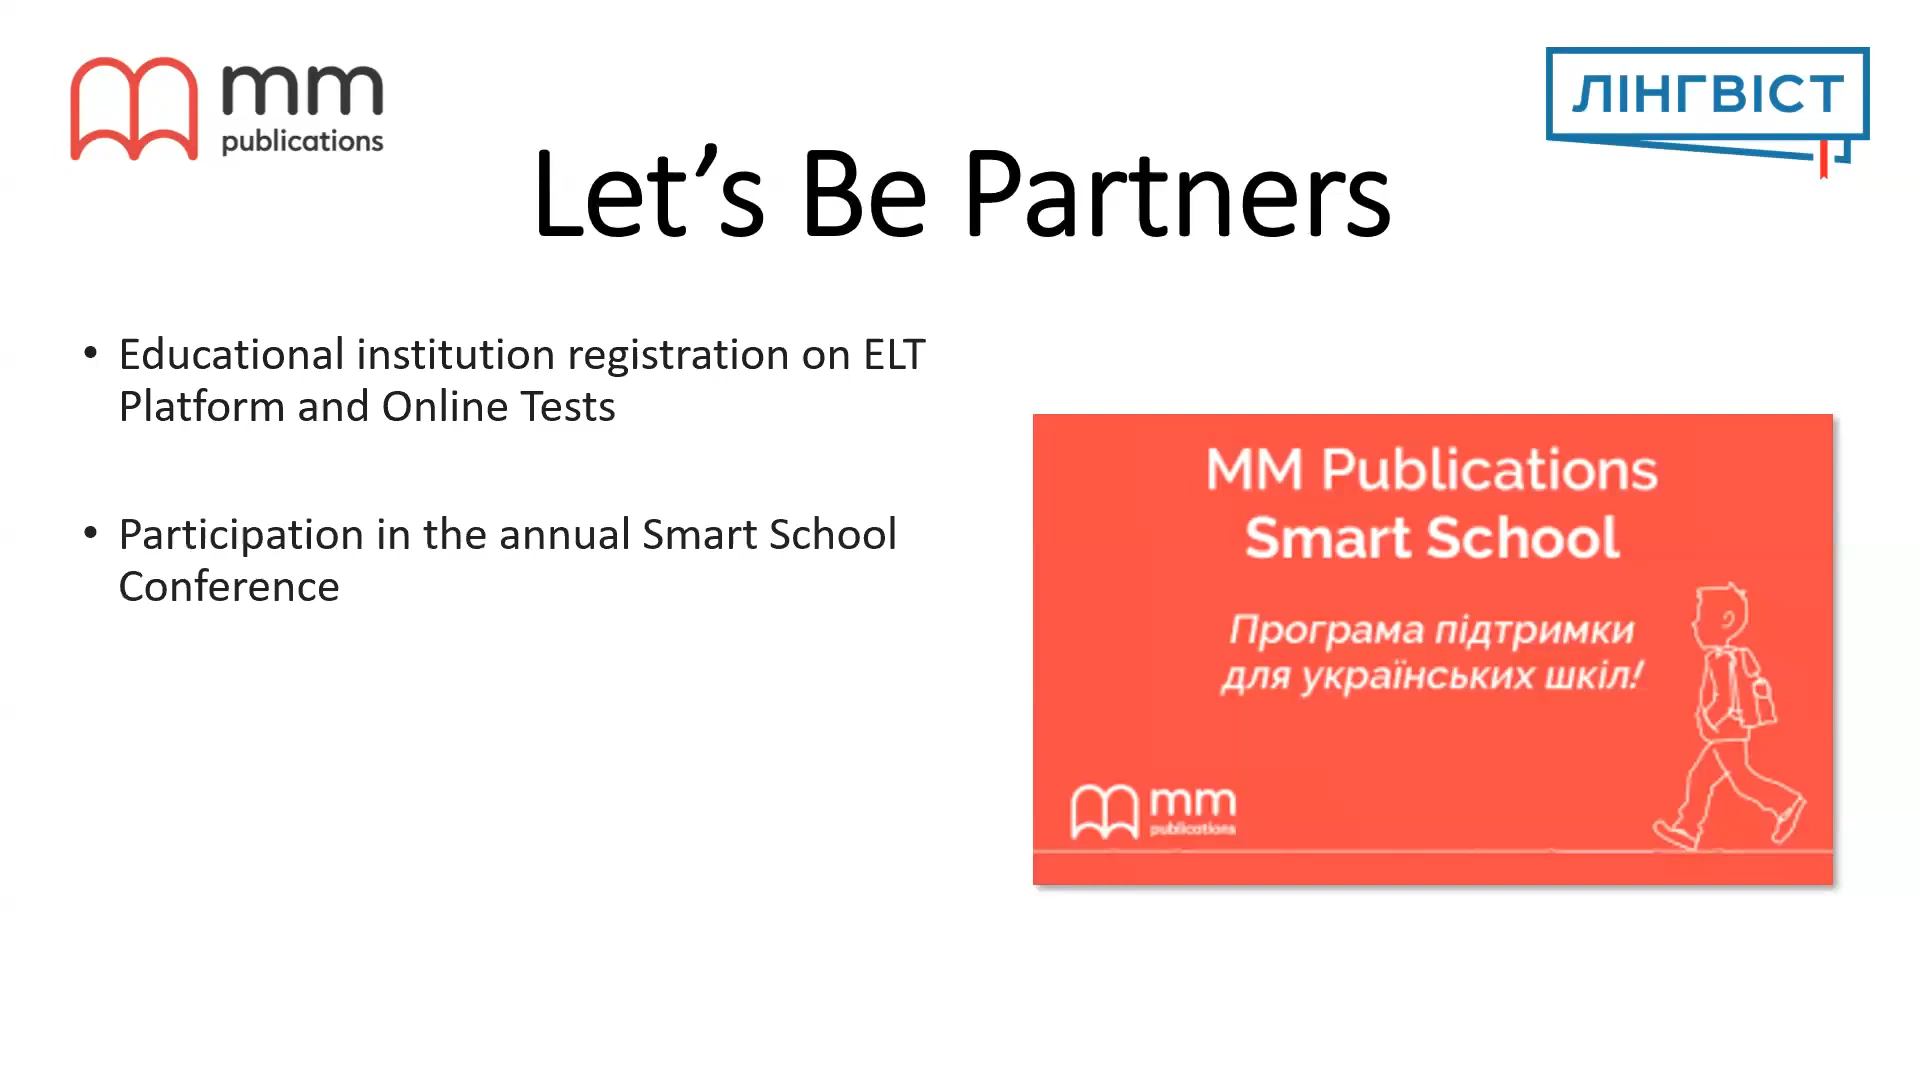 mm
publications
ЛІНГВІСТ
Let’s Be Partners
• Educational institution registration on ELT
Platform and Online Tests
• Participation in the annual Smart School
Conference
MM Publications
Smart School
Програма підтримки
для українських шкіл!
mm
publications